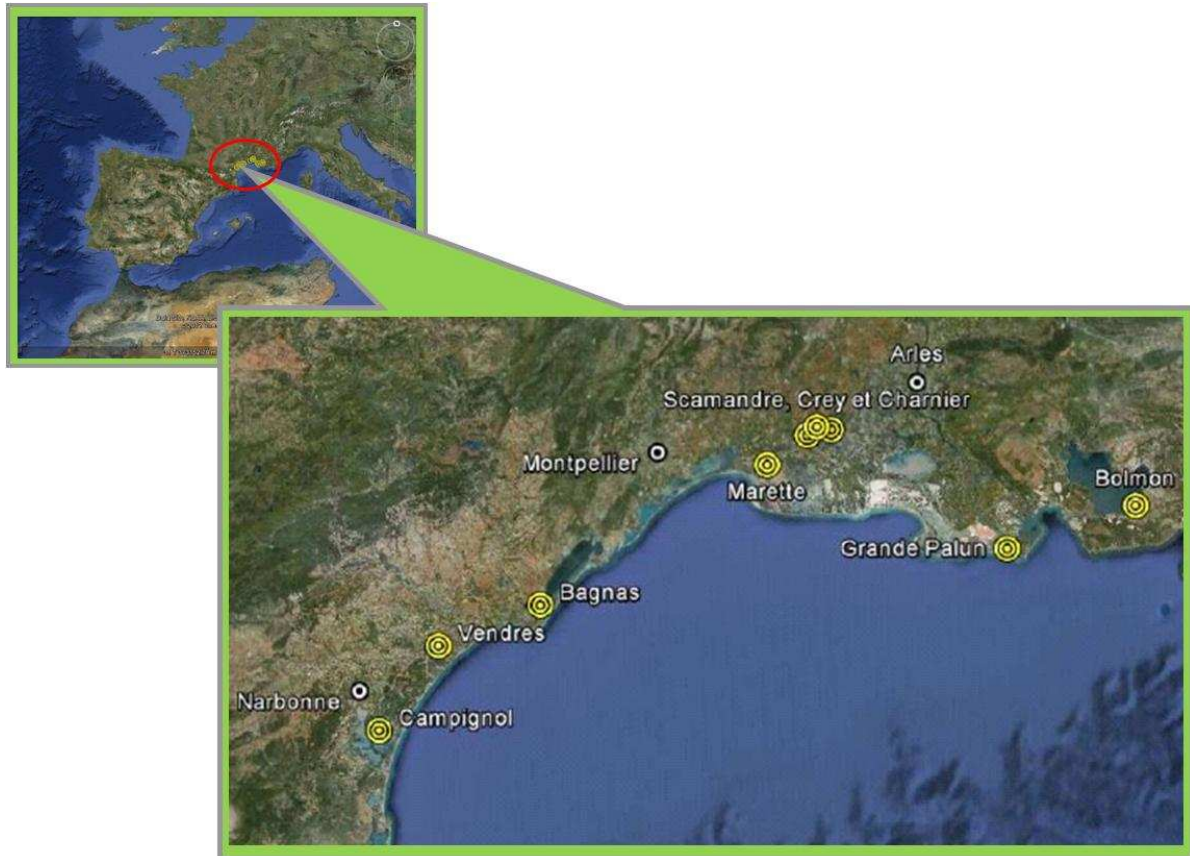 Arles
Scamandre, Crey et Charnier
Montpellier
Marette
Bolmon
Grande Palun
Bagnas
Vendres
Narbonne
Campignol